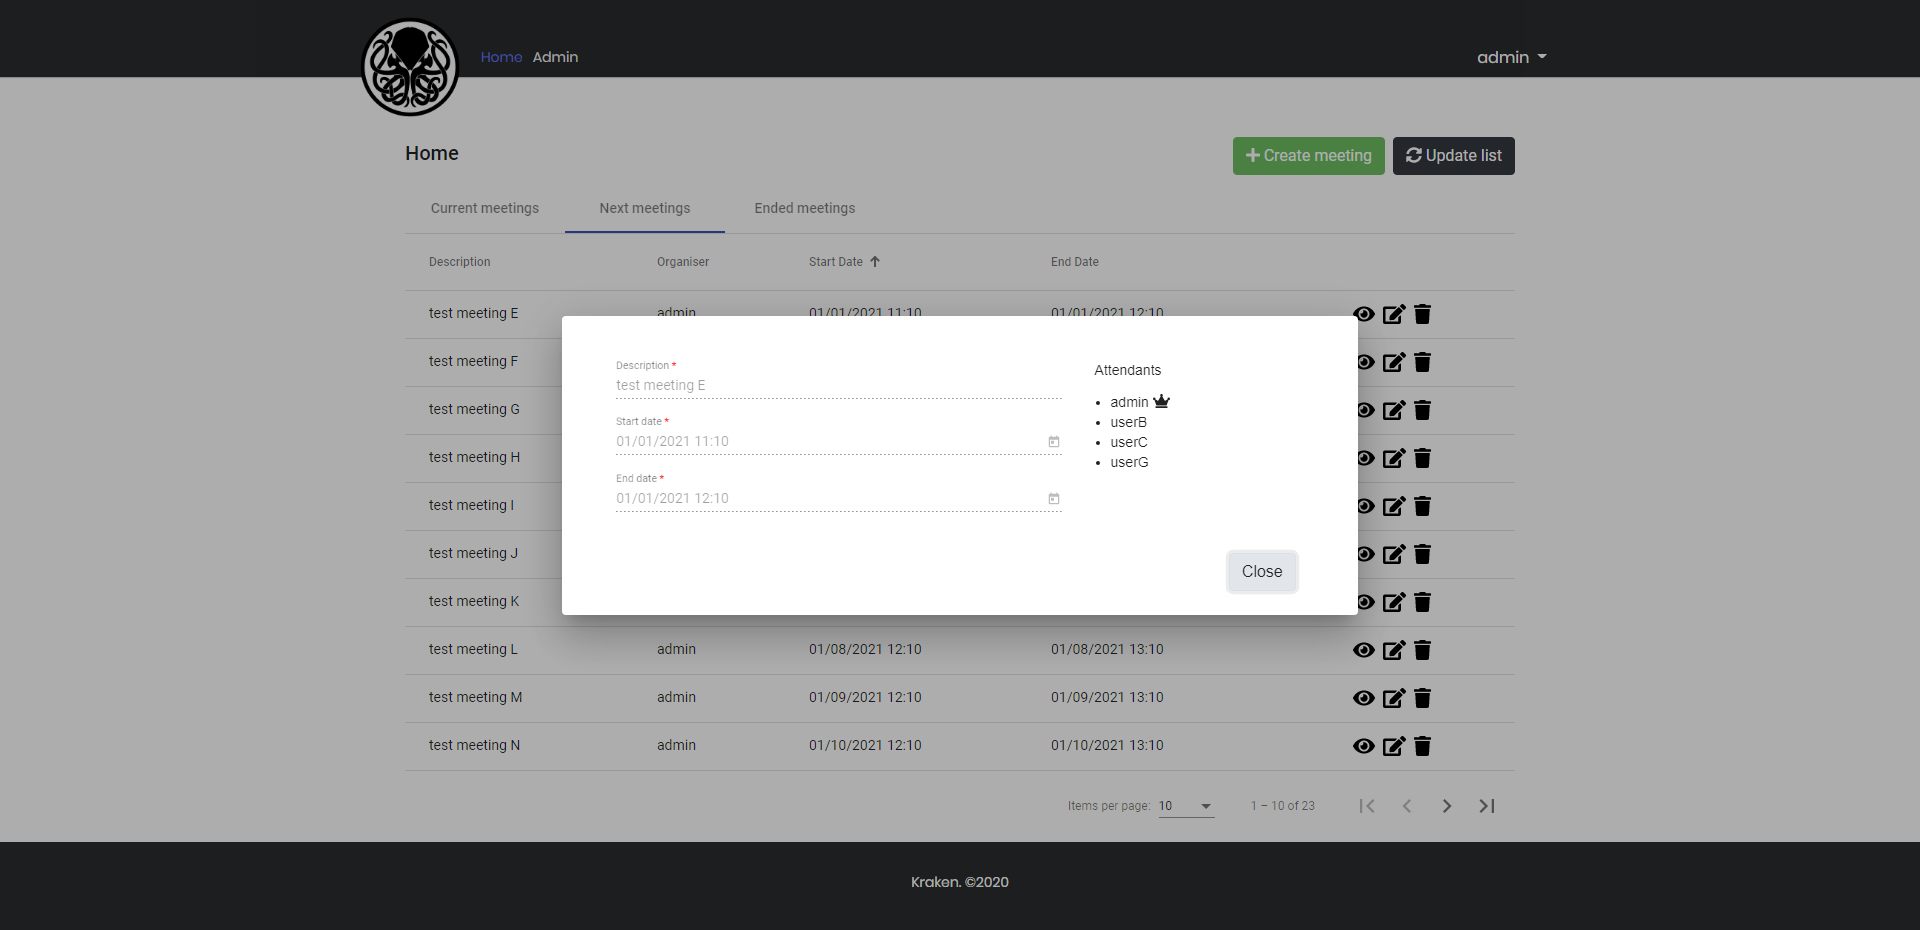 Home Admin admin
Home
Create meeting Update list
Current meetings Next meetings Ended meetings
Description Organiser Start Date End Date
test meeting E admin 01/01/2021 11:10 01/01/2021 12:10
test meeting F
test meeting G
test meeting H
test meeting I
test meeting J
test meeting K
Description *
test meeting E
Start date *
01/01/2021 11:10
End date *
01/01/2021 12:10
Attendants
admin
userB
userC
userG
Close
test meeting L admin 01/08/2021 12:10 01/08/2021 13:10
test meeting M admin 01/09/2021 12:10 01/09/2021 13:10
test meeting N admin 01/10/2021 12:10 01/10/2021 13:10
Items per page: 10 1 – 10 of 23
Kraken. ©2020